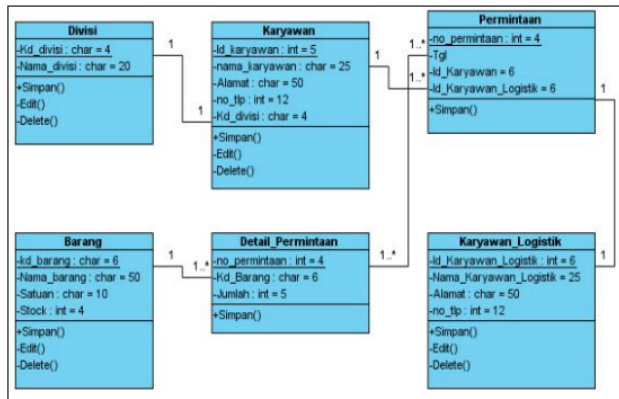 Divisi
-Kd_divisi : char = 4
-Nama_divisi : char = 20
+Simpan()
-Edit()
-Delete()
1
1
Karyawan
-Id_karyawan : int = 5
-nama_karyawan : char = 25
-Alamat : char = 50
-no_tlp : int = 12
-Kd_divisi : char = 4
+Simpan()
-Edit()
-Delete()
1
1..*
1..*
Permintaan
-no_permintaan : int = 4
-Tgl
-Id_Karyawan = 6
-Id_Karyawan_Logistik = 6
+Simpan()
1
Barang
-kd_barang : char = 6
-Nama_barang : char = 50
-Satuan : char = 10
-Stock : int = 4
+Simpan()
-Edit()
-Delete()
1
1..*
Detail_Permintaan
-no_permintaan : int = 4
-Kd_Barang : char = 6
-Jumlah : int = 5
+Simpan()
1..*
Karyawan_Logistik
-Id_Karyawan_Logistik : int = 6
-Nama_Karyawan_Logistik = 25
-Alamat : char = 50
-no_tlp : int = 12
+Simpan()
-Edit()
-Delete()
1